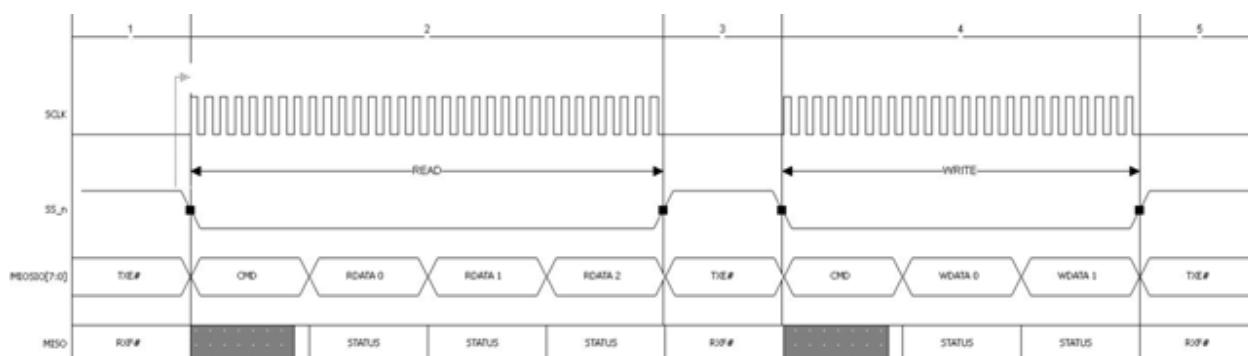 1 2 3 4 5
SCLK
READ WRITE
SS_n
MIOSIO[7:0] TXE# CMD RDATA 0 RDATA 1 RDATA 2 TXE# CMD WDATA 0 WDATA 1 TXE#
MISO RXF# STATUS STATUS STATUS RXF# STATUS STATUS RXF#